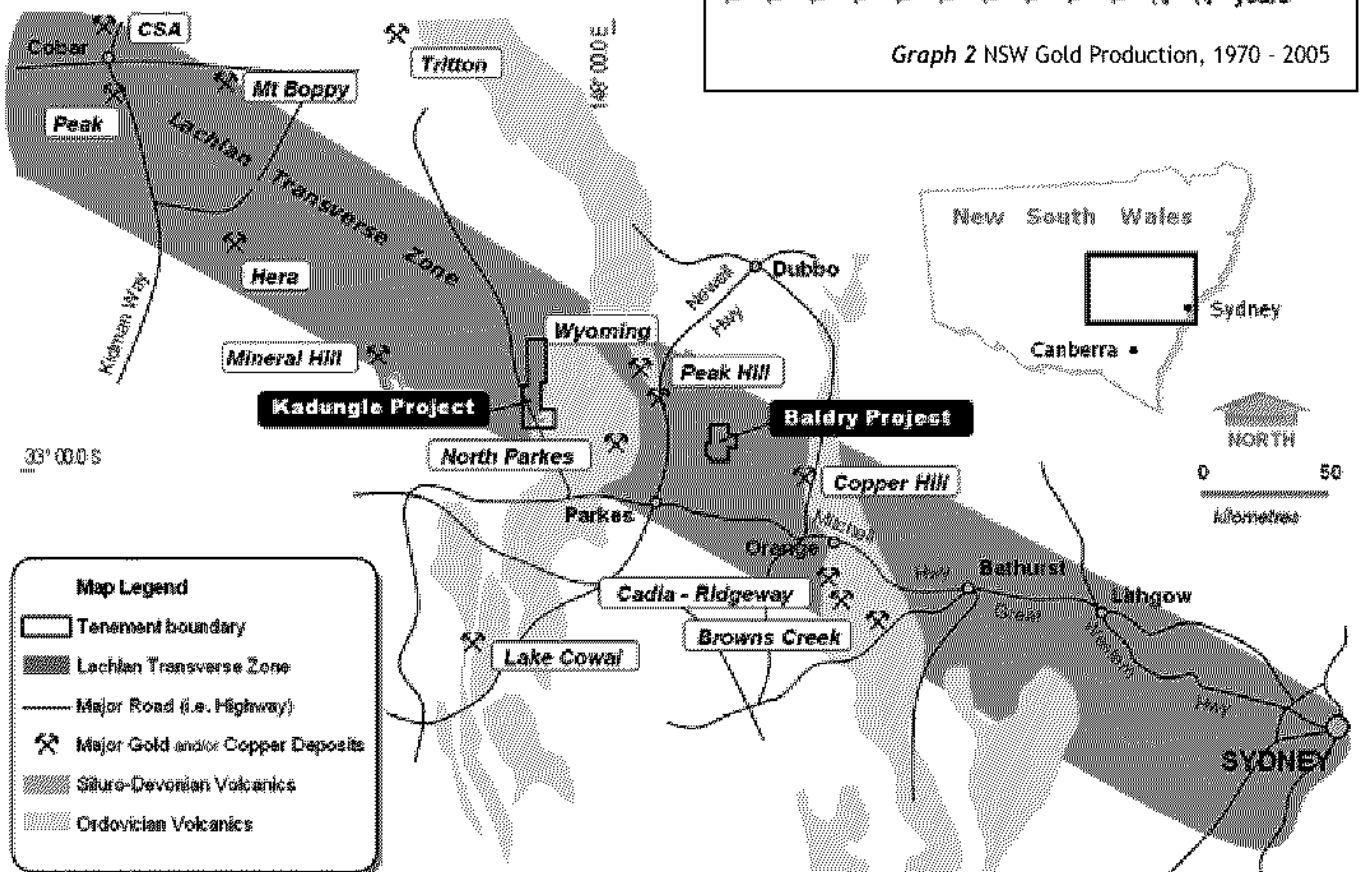 years
Graph 2 NSW Gold Production, 1970 - 2005
CSA
Cobar
Tritton
148° 00.0 E
Mt Boppy
Peak
Lachlan Transverse Zone
New South Wales
Hera
Newell Hwy
Dubbo
Sydney
Kidman Way
Wyoming
Canberra
Mineral Hill
Peak Hill
Kadungle Project
Baldry Project
NORTH
33° 00.0 S
North Parkes
Copper Hill
0 50
kilometres
Parkes
Mitchell
Orange
Hwy
Bathurst
Great
Lithgow
Western
Hwy
Cadia - Ridgeway
Browns Creek
Lake Cowal
SYDNEY
Map Legend
Tenement boundary
Lachlan Transverse Zone
Major Road (i.e. Highway)
Major Gold and/or Copper Deposits
Siluro-Devonian Volcanics
Ordovician Volcanics